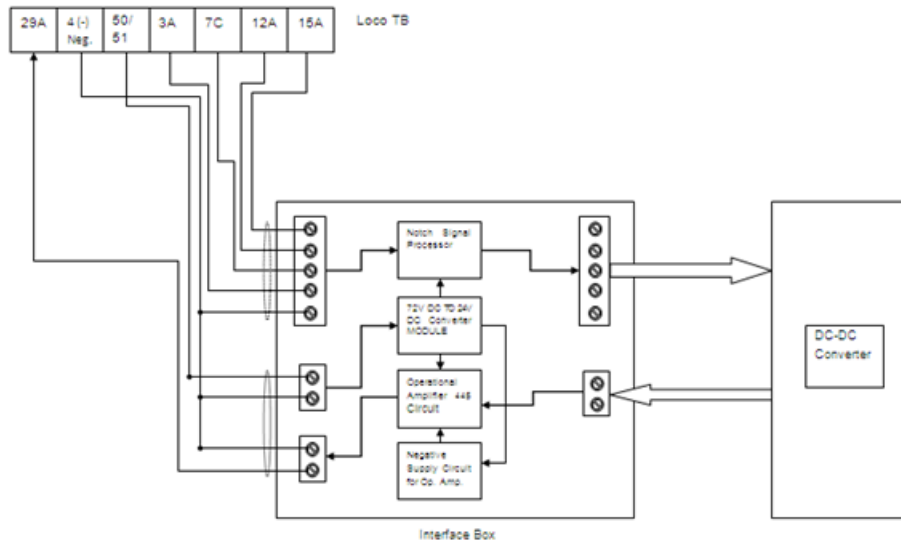 29A
4 (-)
Neg.
50/
51
3A
7C
12A
15A
Loco TB
Notch Signal
Processor
72V DC TO 24V
DC Converter
MODULE
DC-DC
Converter
Operational
Amplifier 445
Circuit
Negative
Supply Circuit
for Op. Amp.
Interface Box